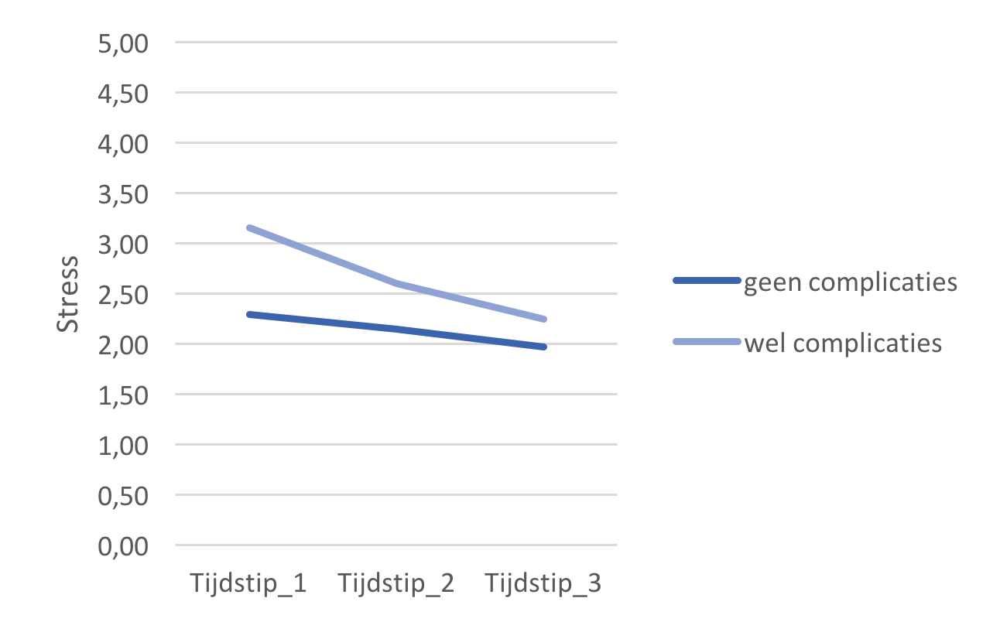 5,00
4,50
4,00
3,50
3,00
2,50
2,00
1,50
1,00
0,50
0,00
Stress
Tijdstip_1 Tijdstip_2 Tijdstip_3
geen complicaties
wel complicaties